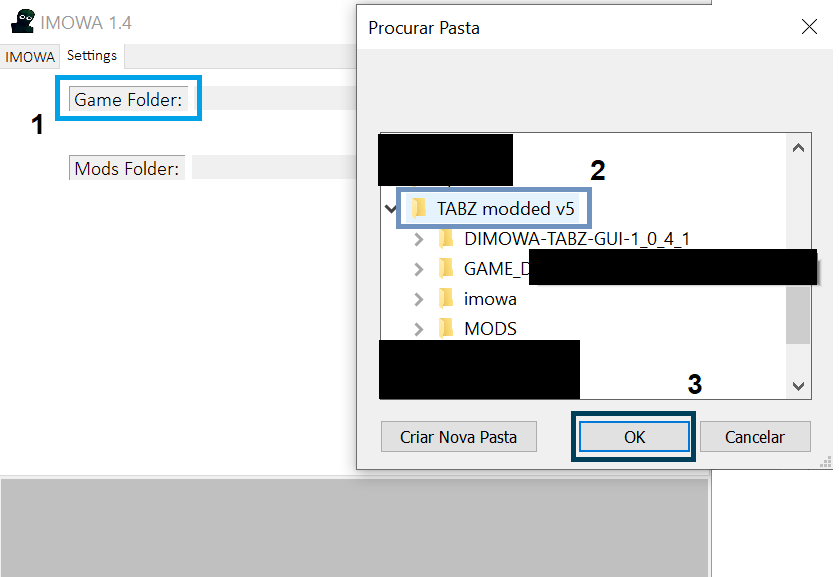 IMOWA 1.4
IMOWA
Settings
Game Folder:
1
Mods Folder:
Procurar Pasta
2
TABZ modded v5
DIMOWA-TABZ-GUI-1_0_4_1
GAME_D
imowa
MODS
3
Criar Nova Pasta
OK
Cancelar